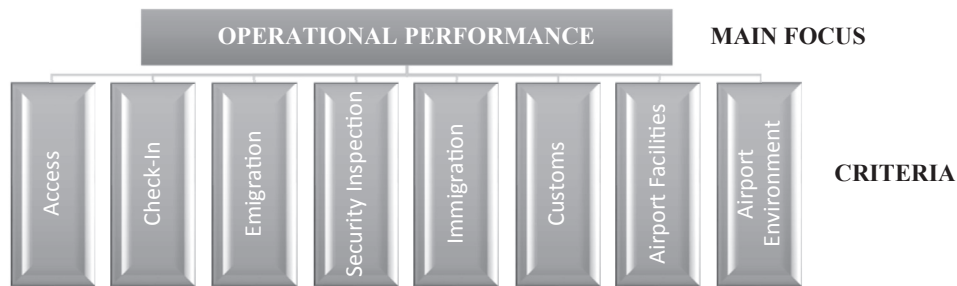 OPERATIONAL PERFORMANCE
MAIN FOCUS
Access
Check-In
Emigration
Security Inspection
Immigration
Customs
Airport Facilities
Airport
Environment
CRITERIA